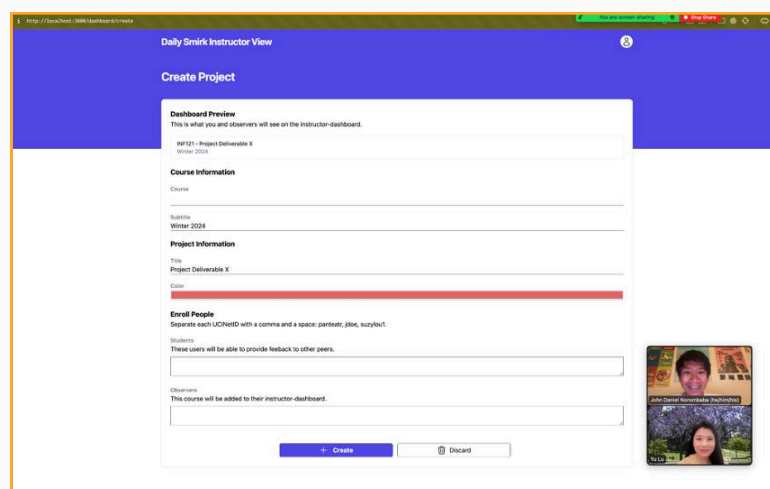 http://localhost:3000/dashboard/create
You are screen sharing
Stop Share
Daily Smirk Instructor View
Create Project
Dashboard Preview
This is what you and observers will see on the instructor-dashboard.
INF121 - Project Deliverable X
Winter 2024
Course Information
Course
Subtitle
Winter 2024
Project Information
Title
Project Deliverable X
Color
Enroll People
Separate each UCINetID with a comma and a space: panteatr, jdoe, suzylou1.
Students
These users will be able to provide feeback to other peers.
Observers
This course will be added to their instructor-dashboard.
+ Create
Discard
John Daniel Norombaba (he/him/his)
Yu Lu